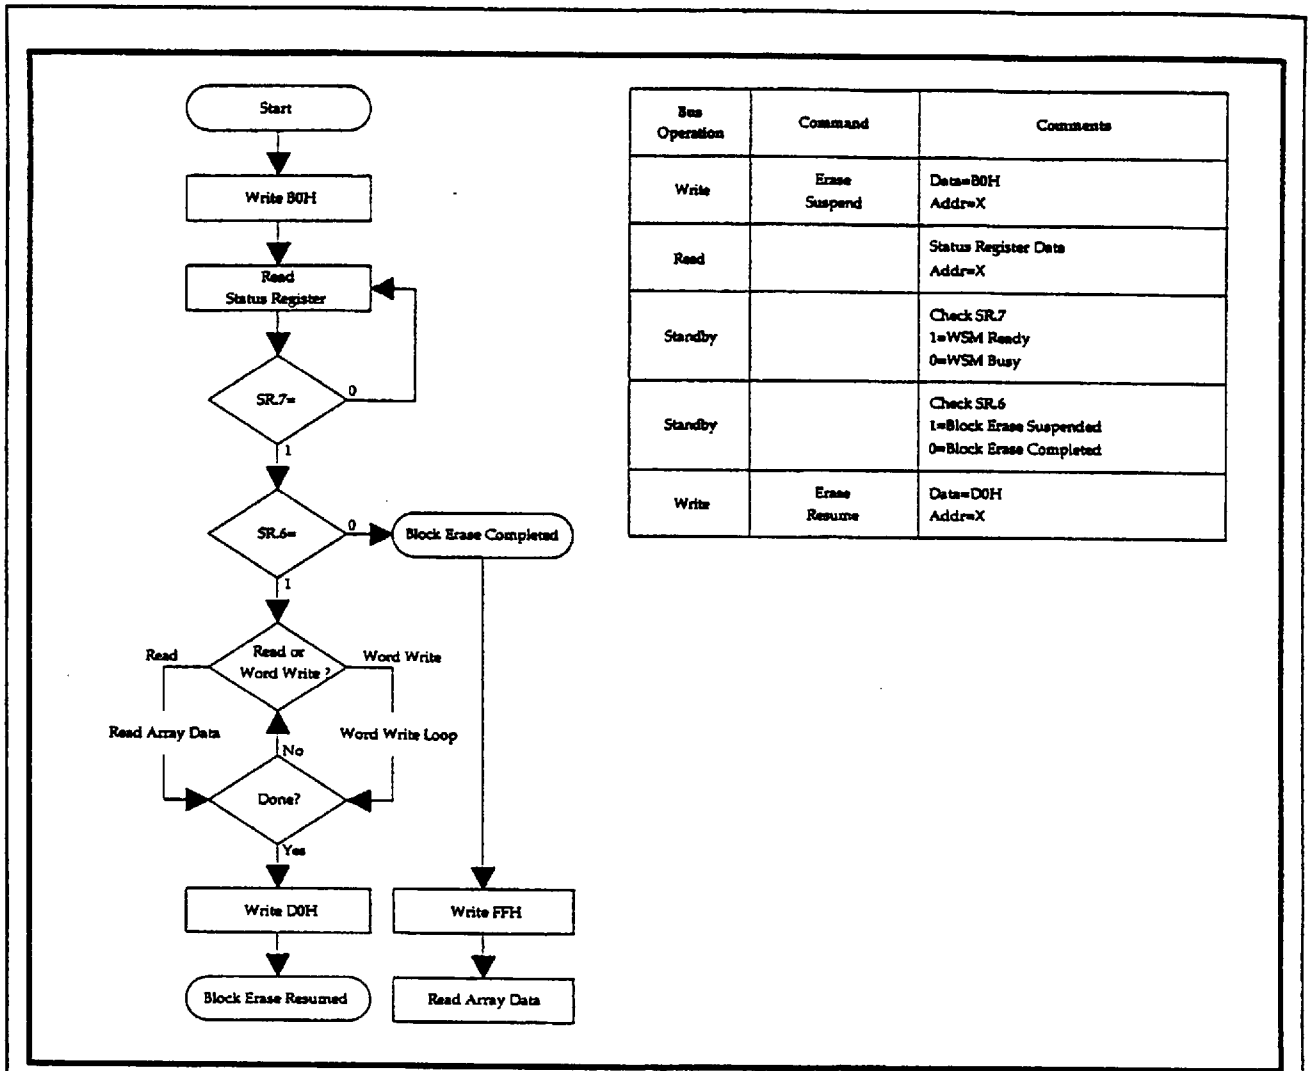 Start
Write B0H
Read
Status Register
SR.7=
0
1
SR.6=
0
Block Erase Completed
1
Read or
Word Write ?
Read
Word Write
Read Array Data
Word Write Loop
No
Done?
Yes
Write D0H
Write FFH
Block Erase Resumed
Read Array Data
Bus
Operation
Command
Comments
Write
Erase
Suspend
Data=B0H
Addr=X
Read
Status Register Data
Addr=X
Standby
Check SR.7
1=WSM Ready
0=WSM Busy
Standby
Check SR.6
1=Block Erase Suspended
0=Block Erase Completed
Write
Erase
Resume
Data=D0H
Addr=X